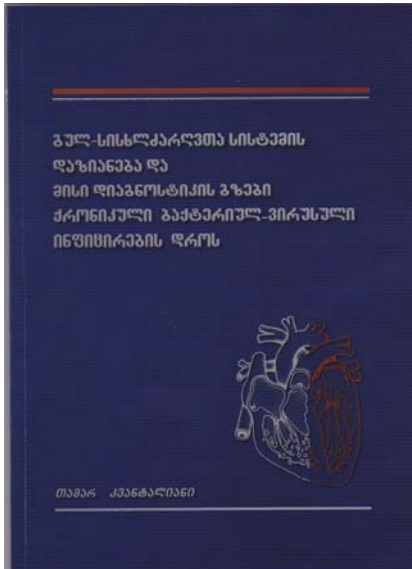 გულ-სისხლძარღვთა სისტემის
დაზიანება და
მისი დიაგნოსტიკის გზები
ქრონიკული ბაქტერიულ-ვირუსული
ინფიცირების დროს
თამარ კვანტალიანი